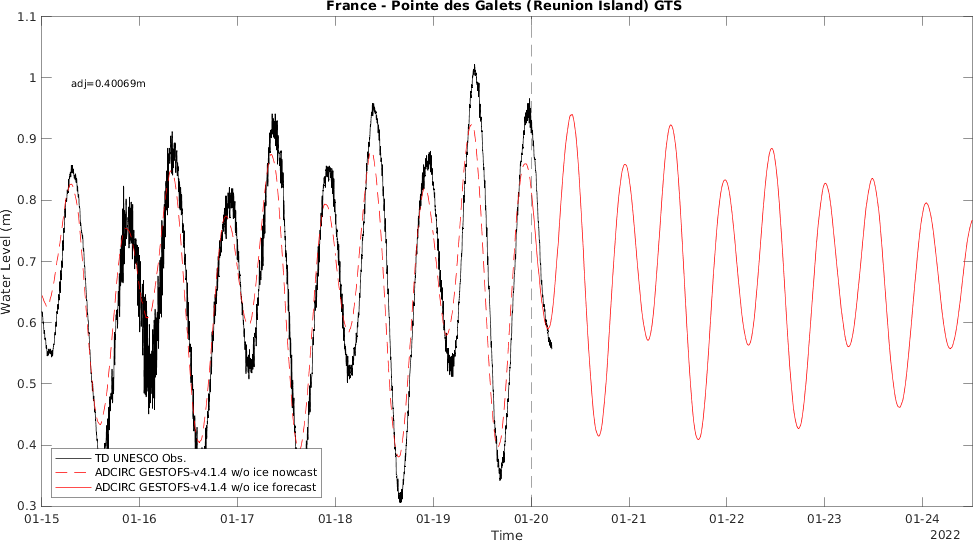 France - Pointe des Galets (Reunion Island) GTS
1.1
1
0.9
0.8
0.7
0.6
0.5
0.4
0.3
Water Level (m)
adj=0.40069m
TD UNESCO Obs.
ADCIRC GESTOFS-v4.1.4 w/o ice nowcast
ADCIRC GESTOFS-v4.1.4 w/o ice forecast
01-15 01-16 01-17 01-18 01-19 01-20 01-21 01-22 01-23 01-24
Time
2022